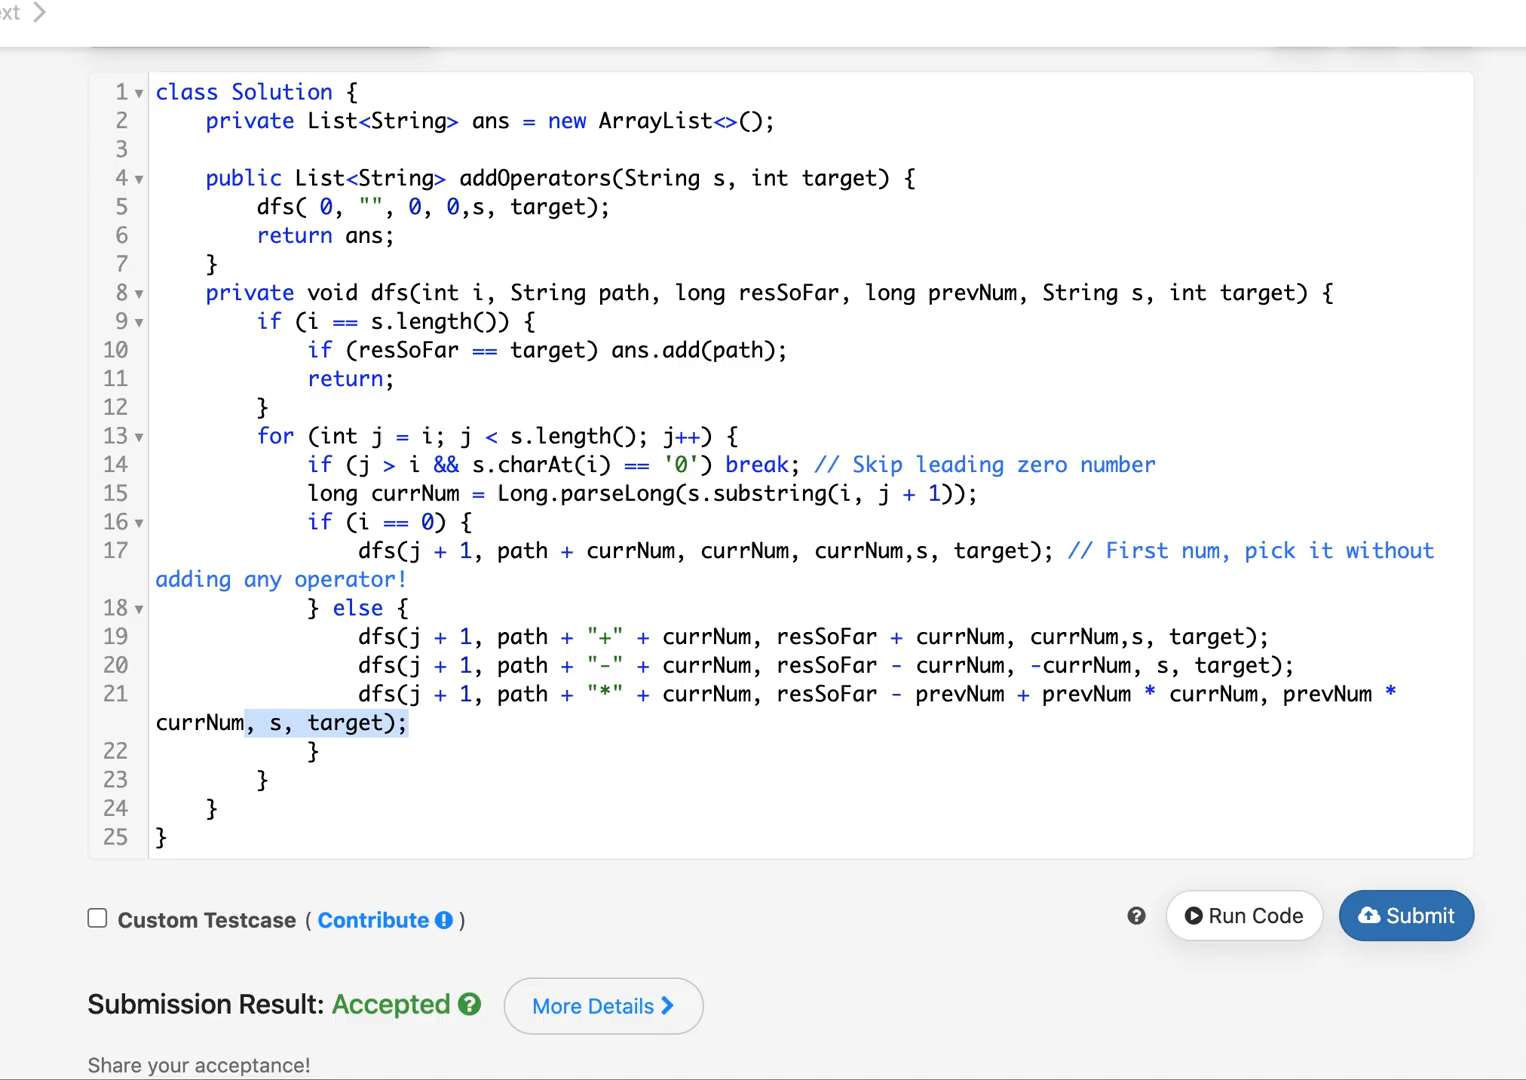 ext
1 class Solution {
2 private List<String> ans = new ArrayList<>();
3
4 public List<String> addOperators(String s, int target) {
5 dfs( 0, "", 0, 0,s, target);
6 return ans;
7 }
8 private void dfs(int i, String path, long resSoFar, long prevNum, String s, int target) {
9 if (i == s.length()) {
10 if (resSoFar == target) ans.add(path);
11 return;
12 }
13 for (int j = i; j < s.length(); j++) {
14 if (j > i && s.charAt(i) == '0') break; // Skip leading zero number
15 long currNum = Long.parseLong(s.substring(i, j + 1));
16 if (i == 0) {
17 dfs(j + 1, path + currNum, currNum, currNum,s, target); // First num, pick it without
adding any operator!
18 } else {
19 dfs(j + 1, path + "+" + currNum, resSoFar + currNum, currNum,s, target);
20 dfs(j + 1, path + "-" + currNum, resSoFar - currNum, -currNum, s, target);
21 dfs(j + 1, path + "*" + currNum, resSoFar - prevNum + prevNum * currNum, prevNum *
currNum, s, target);
22 }
23 }
24 }
25 }
Custom Testcase ( Contribute )
Run Code
Submit
Submission Result: Accepted
More Details
Share your acceptance!